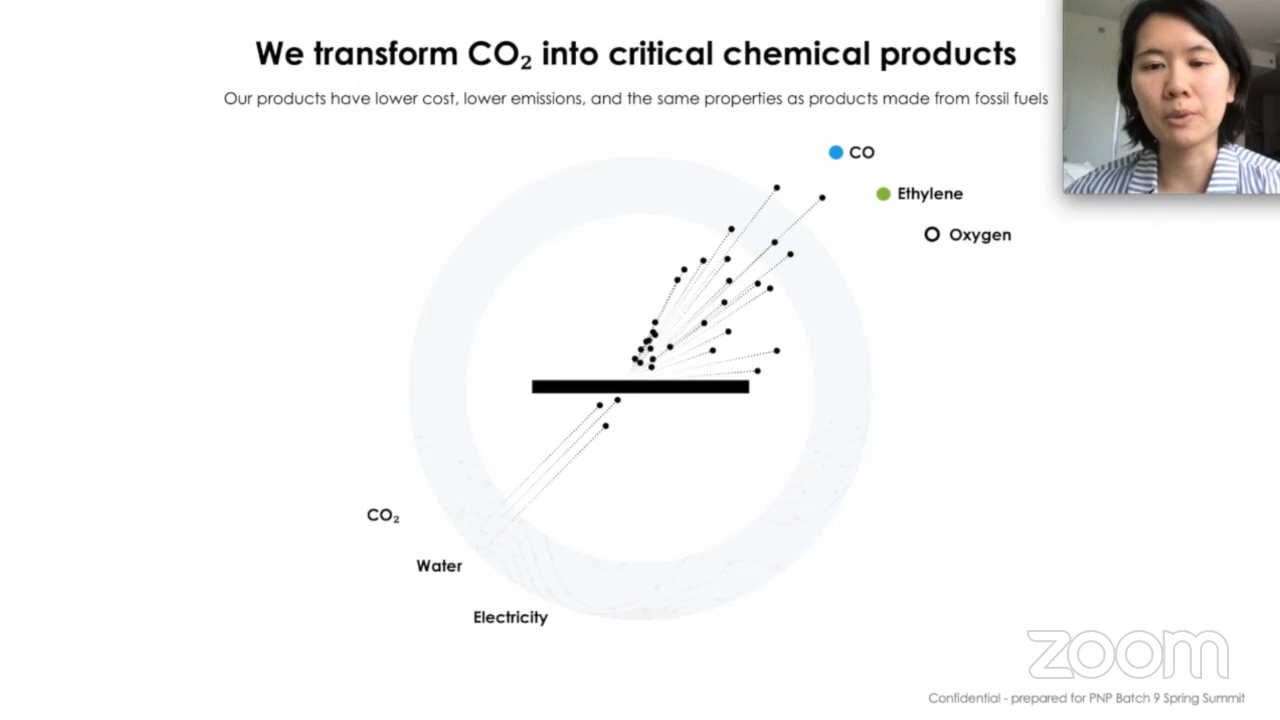 We transform CO₂ into critical chemical products
Our products have lower cost, lower emissions, and the same properties as products made from fossil fuels
CO
Ethylene
Oxygen
CO₂
Water
Electricity
zoom
Confidential - prepared for PNP Batch 9 Spring Summit